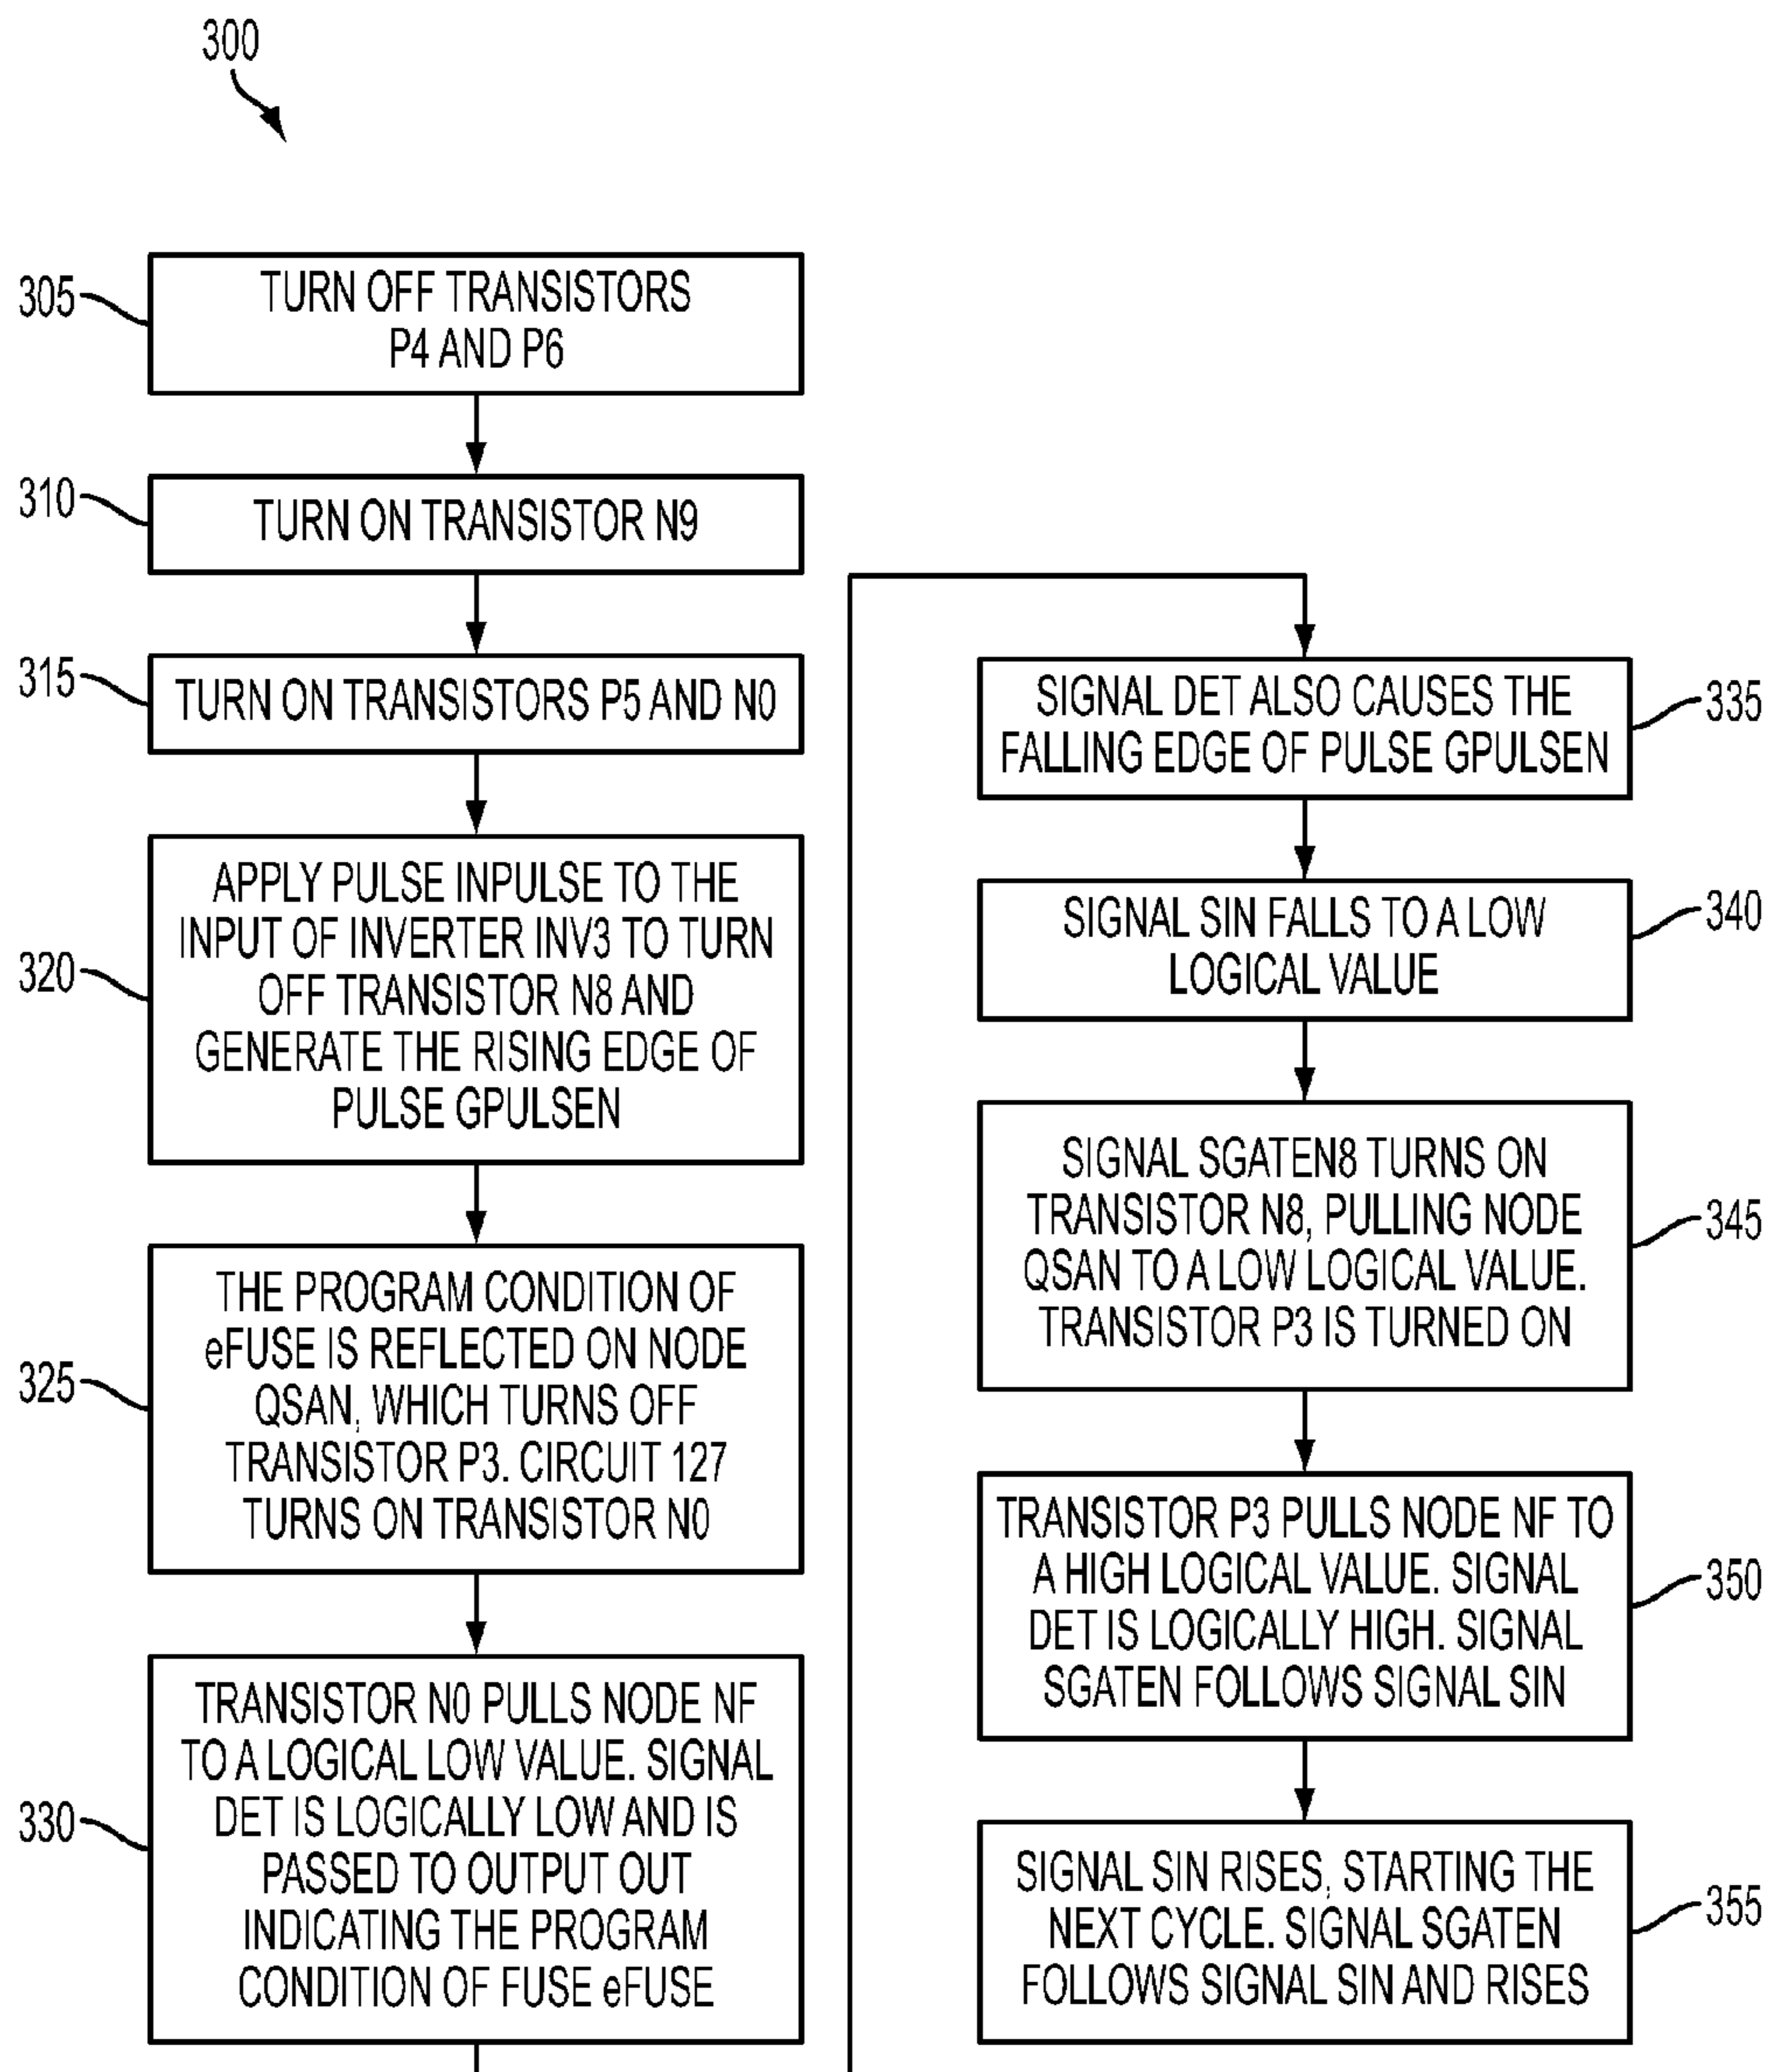 300
305
TURN OFF TRANSISTORS
P4 AND P6
310
TURN ON TRANSISTOR N9
315
TURN ON TRANSISTORS P5 AND N0
320
APPLY PULSE INPULSE TO THE
INPUT OF INVERTER INV3 TO TURN
OFF TRANSISTOR N8 AND
GENERATE THE RISING EDGE OF
PULSE GPULSEN
325
THE PROGRAM CONDITION OF
eFUSE IS REFLECTED ON NODE
QSAN, WHICH TURNS OFF
TRANSISTOR P3. CIRCUIT 127
TURNS ON TRANSISTOR N0
330
TRANSISTOR N0 PULLS NODE NF
TO A LOGICAL LOW VALUE. SIGNAL
DET IS LOGICALLY LOW AND IS
PASSED TO OUTPUT OUT
INDICATING THE PROGRAM
CONDITION OF FUSE eFUSE
SIGNAL DET ALSO CAUSES THE
FALLING EDGE OF PULSE GPULSEN
335
SIGNAL SIN FALLS TO A LOW
LOGICAL VALUE
340
SIGNAL SGATEN8 TURNS ON
TRANSISTOR N8, PULLING NODE
QSAN TO A LOW LOGICAL VALUE.
TRANSISTOR P3 IS TURNED ON
345
TRANSISTOR P3 PULLS NODE NF TO
A HIGH LOGICAL VALUE. SIGNAL
DET IS LOGICALLY HIGH. SIGNAL
SGATEN FOLLOWS SIGNAL SIN
350
SIGNAL SIN RISES, STARTING THE
NEXT CYCLE. SIGNAL SGATEN
FOLLOWS SIGNAL SIN AND RISES
355